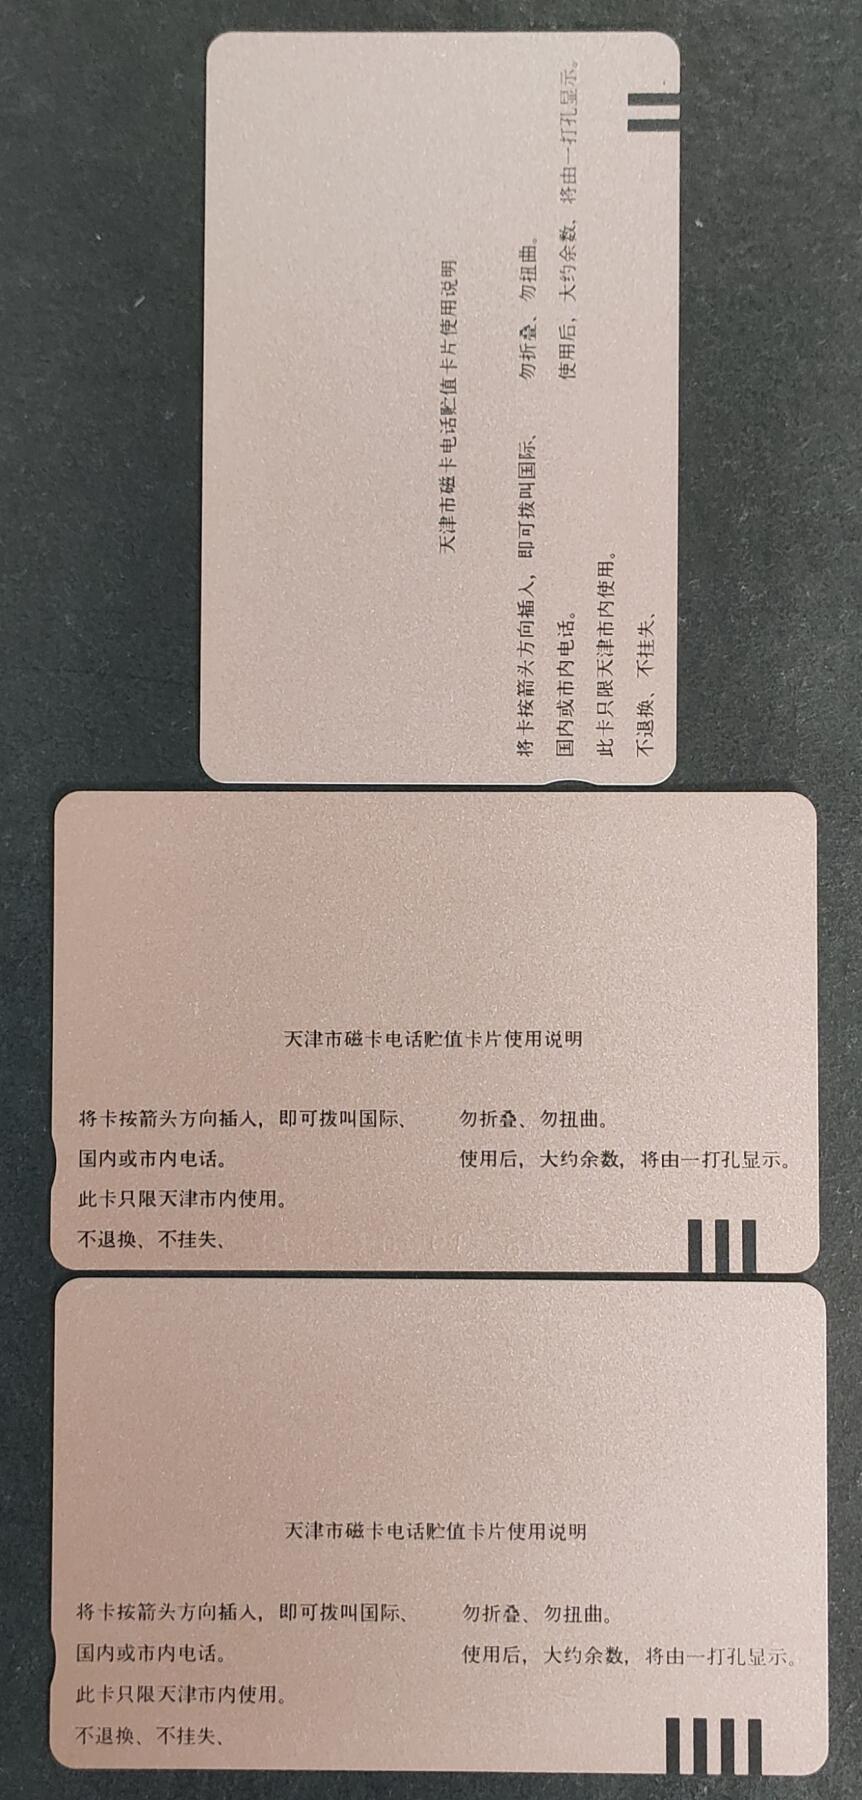 天津市磁卡电话贮值卡片使用说明
将卡按箭头方向插入，即可拨叫国际、
国内或市内电话。
此卡只限天津市内使用。
不退换、不挂失、
勿折叠、勿扭曲。
使用后，大约余数，将由一打孔显示。
天津市磁卡电话贮值卡片使用说明
将卡按箭头方向插入，即可拨叫国际、
国内或市内电话。
此卡只限天津市内使用。
不退换、不挂失、
勿折叠、勿扭曲。
使用后，大约余数，将由一打孔显示。
天津市磁卡电话贮值卡片使用说明
将卡按箭头方向插入，即可拨叫国际、
国内或市内电话。
此卡只限天津市内使用。
不退换、不挂失、
勿折叠、勿扭曲。
使用后，大约余数，将由一打孔显示。